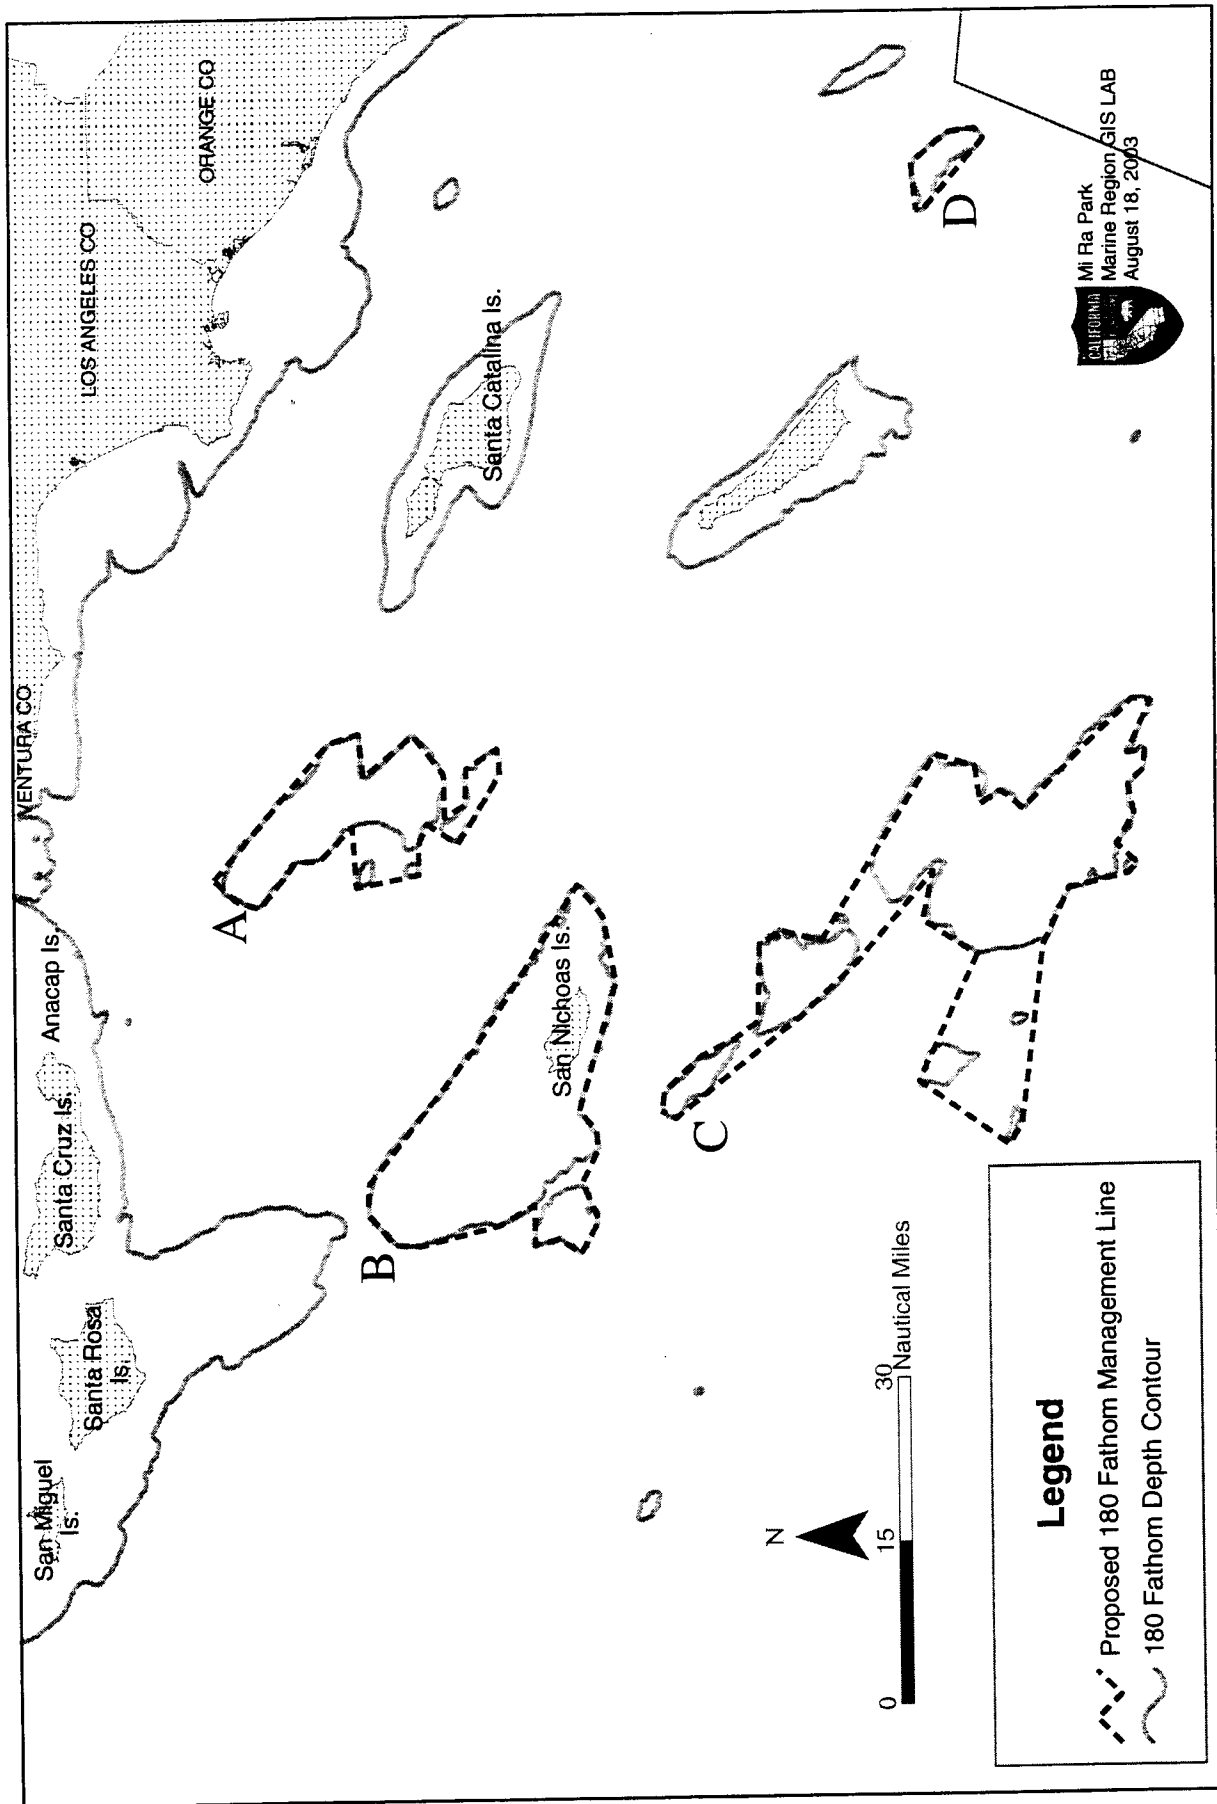 VENTURA CO
LOS ANGELES CO
ORANGE CO
San Miguel
Is.
Santa Rosa
Is.
Santa Cruz Is.
Anacap Is.
A
B
San Nichoas Is.
Santa Catalina Is.
C
D
N
0
15
30
Nautical Miles
Legend
Proposed 180 Fathom Management Line
180 Fathom Depth Contour
CALIFORNIA
Mi Ra Park
Marine Region GIS LAB
August 18, 2003